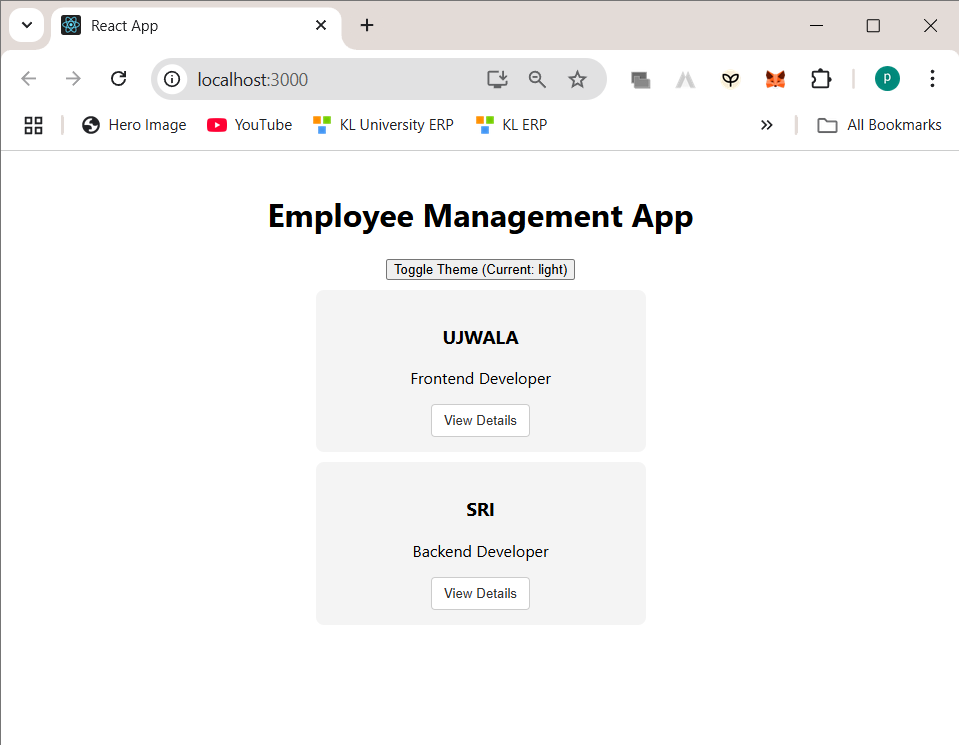 React App
localhost:3000
P
Hero Image YouTube KL University ERP KL ERP All Bookmarks
Employee Management App
Toggle Theme (Current: light)
UJWALA
Frontend Developer
View Details
SRI
Backend Developer
View Details